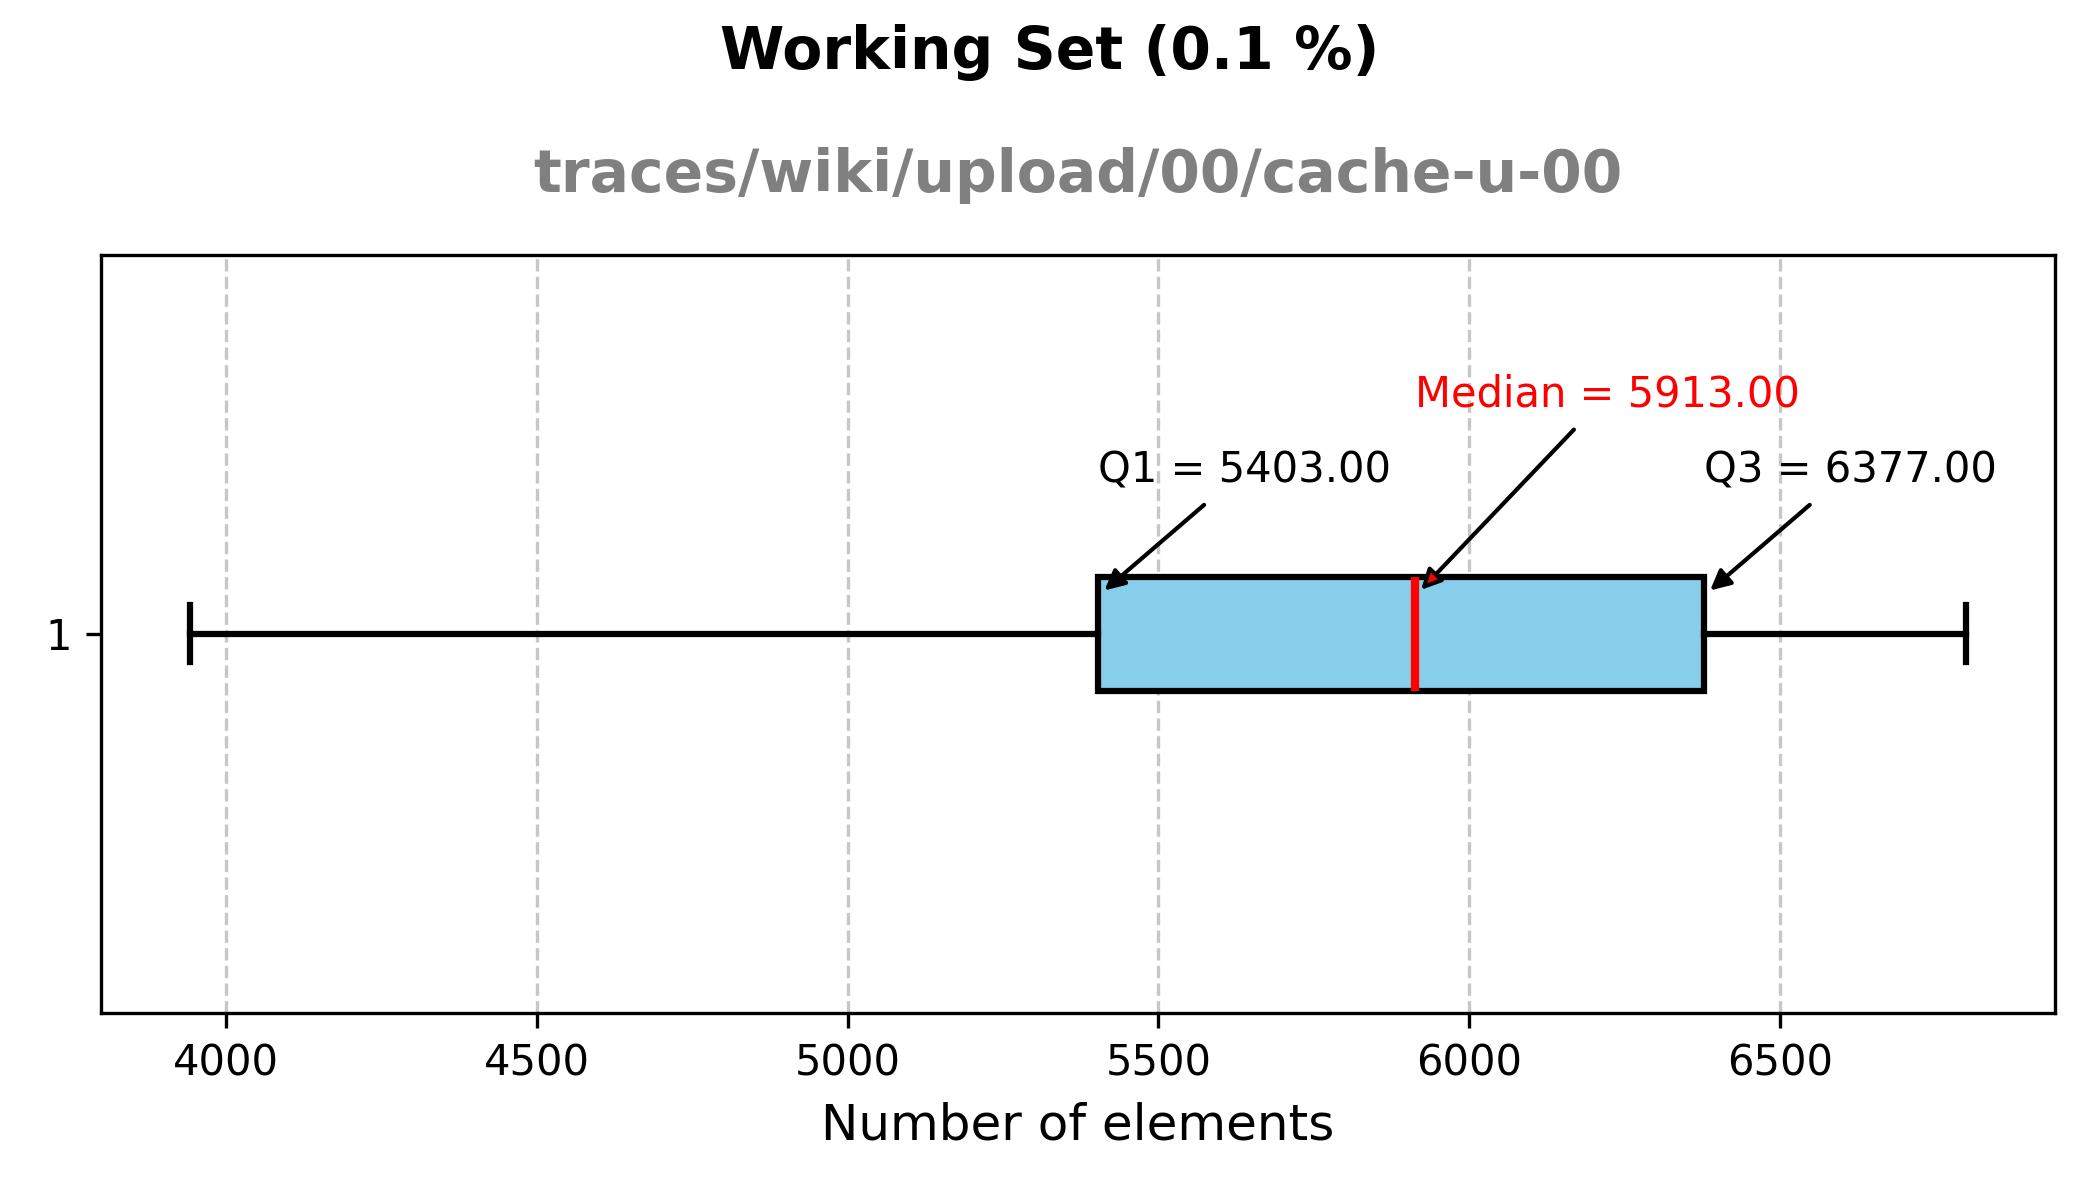 Working Set (0.1 %)
traces/wiki/upload/00/cache-u-00
Median = 5913.00
Q1 = 5403.00
Q3 = 6377.00
1
4000 4500 5000 5500 6000 6500
Number of elements